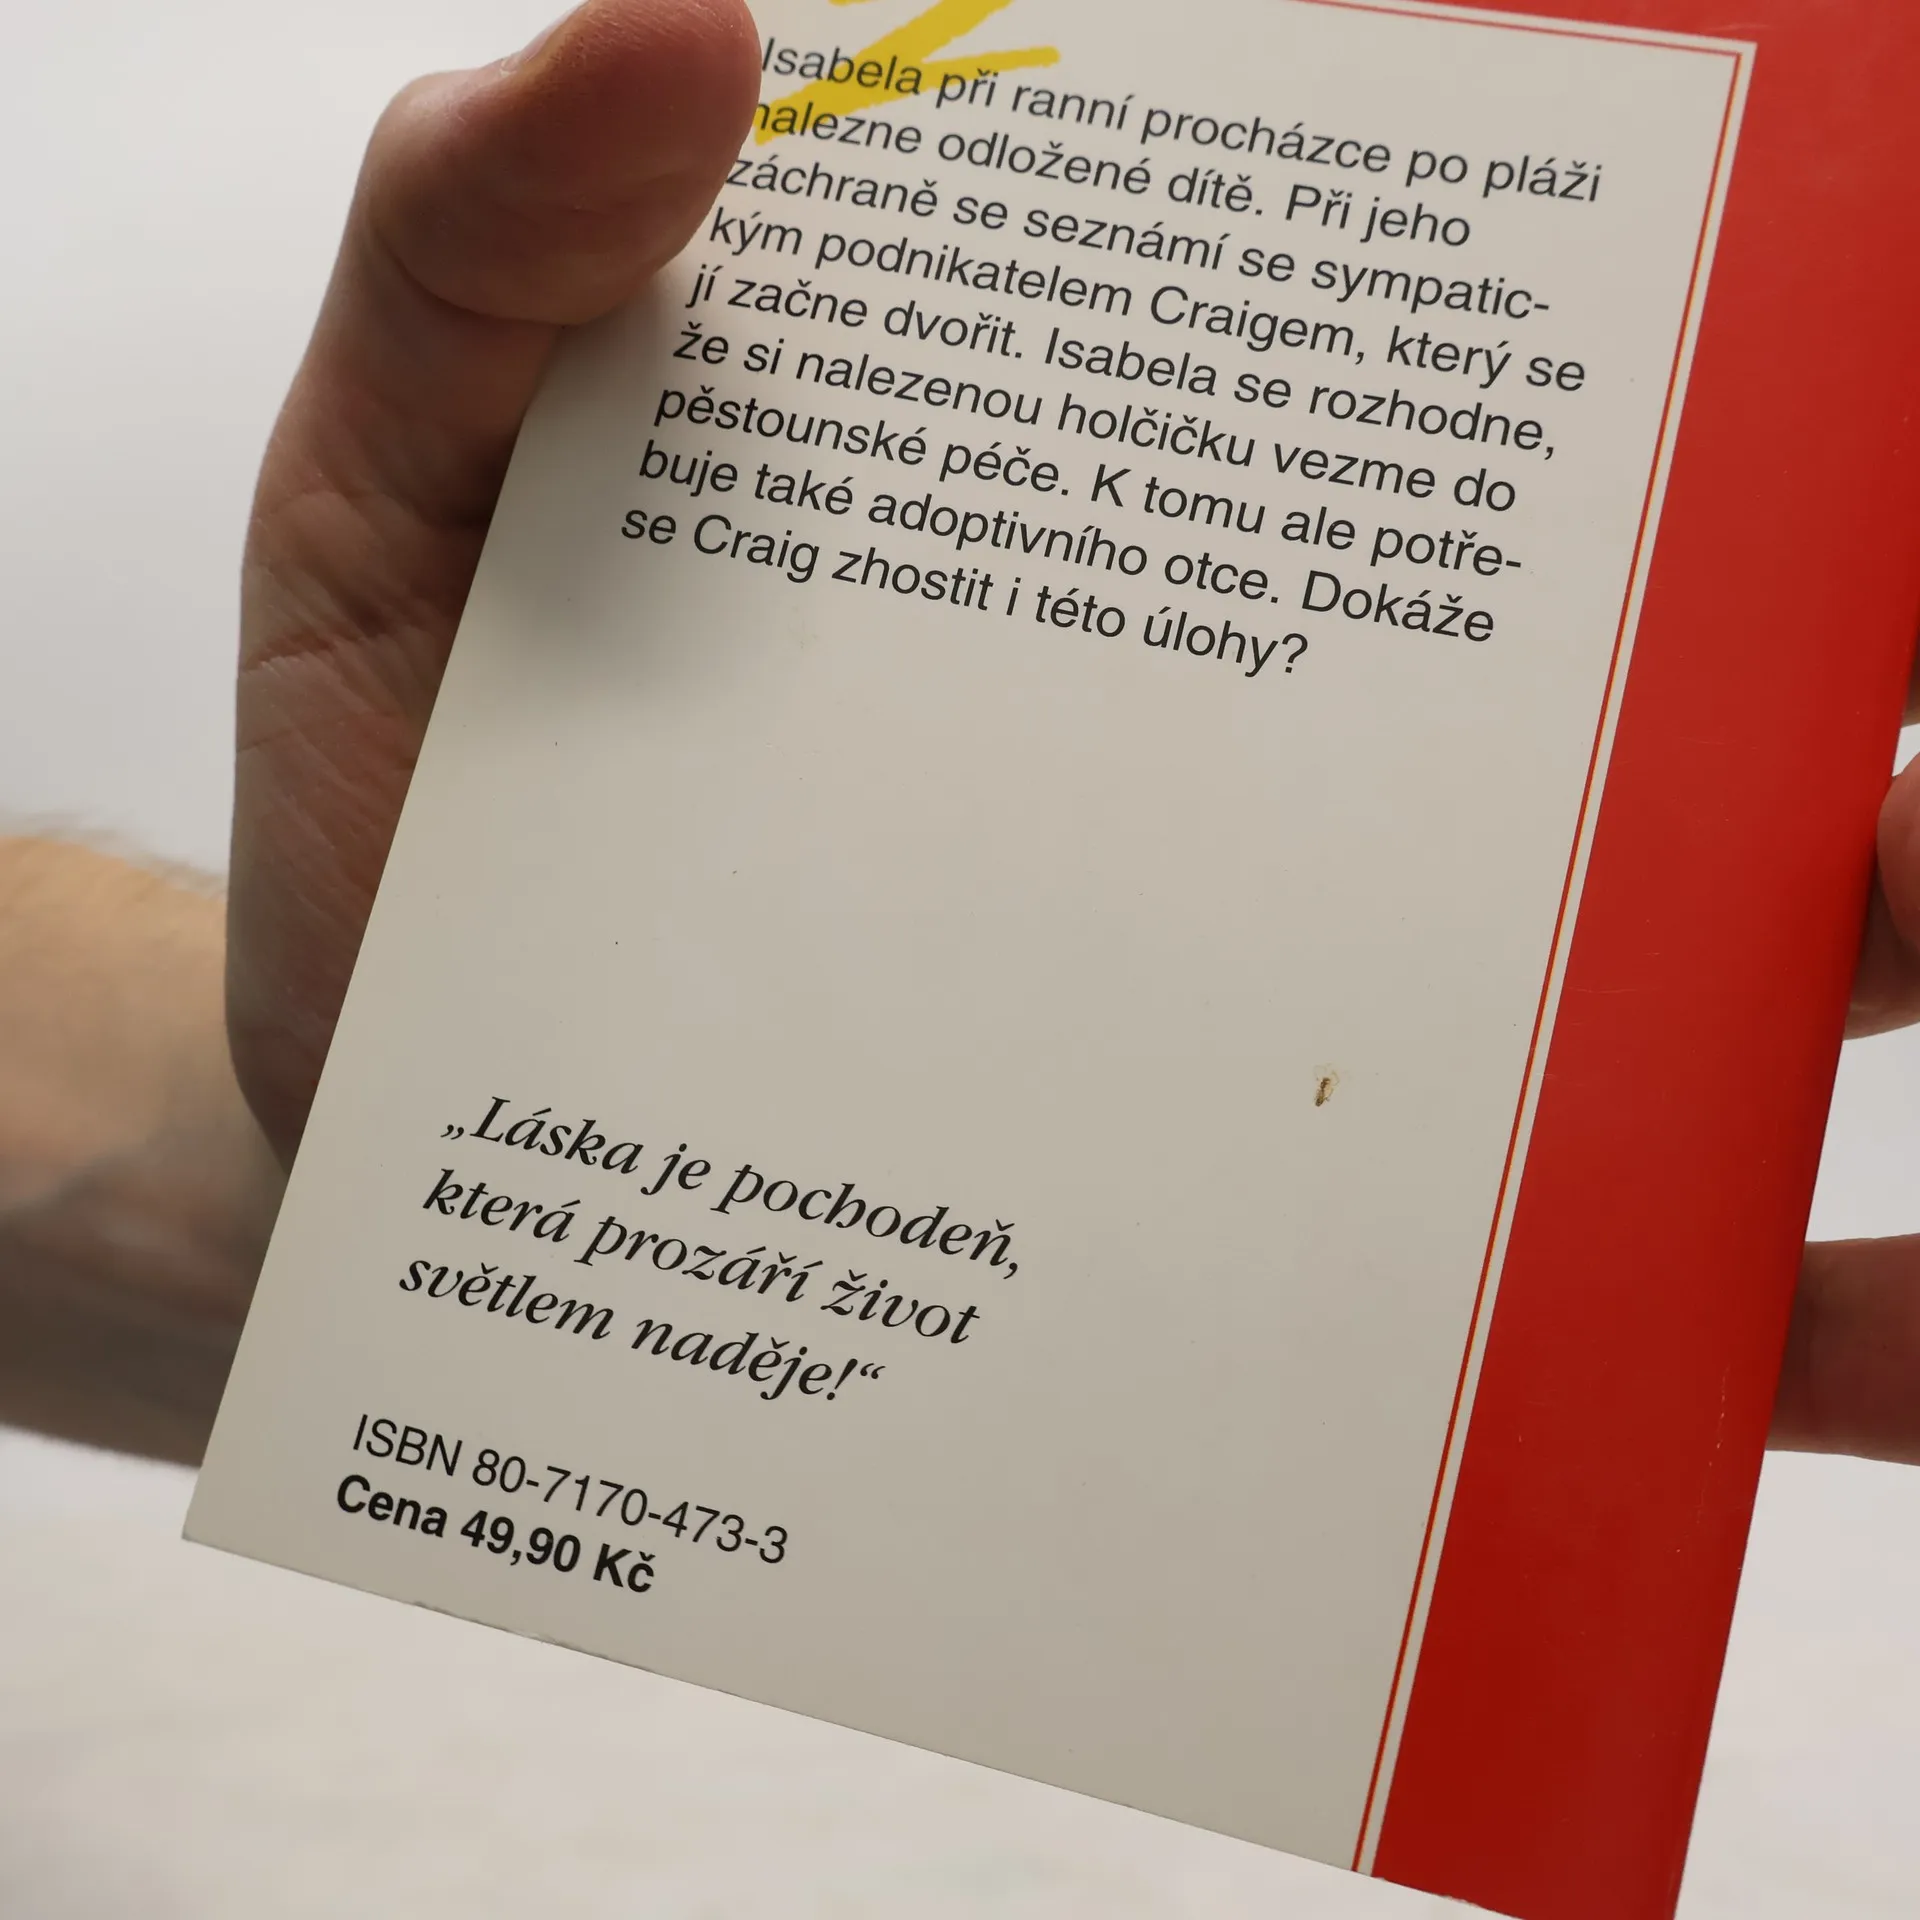 Isabela při ranní procházce po pláži
nalezne odložené dítě. Při jeho
záchraně se seznámí se sympatic-
kým podnikatelem Craigem, který se
jí začne dvořit. Isabela se rozhodne,
že si nalezenou holčičku vezme do
pěstounské péče. K tomu ale potře-
buje také adoptivního otce. Dokáže
se Craig zhostit i této úlohy?
„Láska je pochodeň,
která prozáří život
světlem naděje!“
ISBN 80-7170-473-3
Cena 49,90 Kč